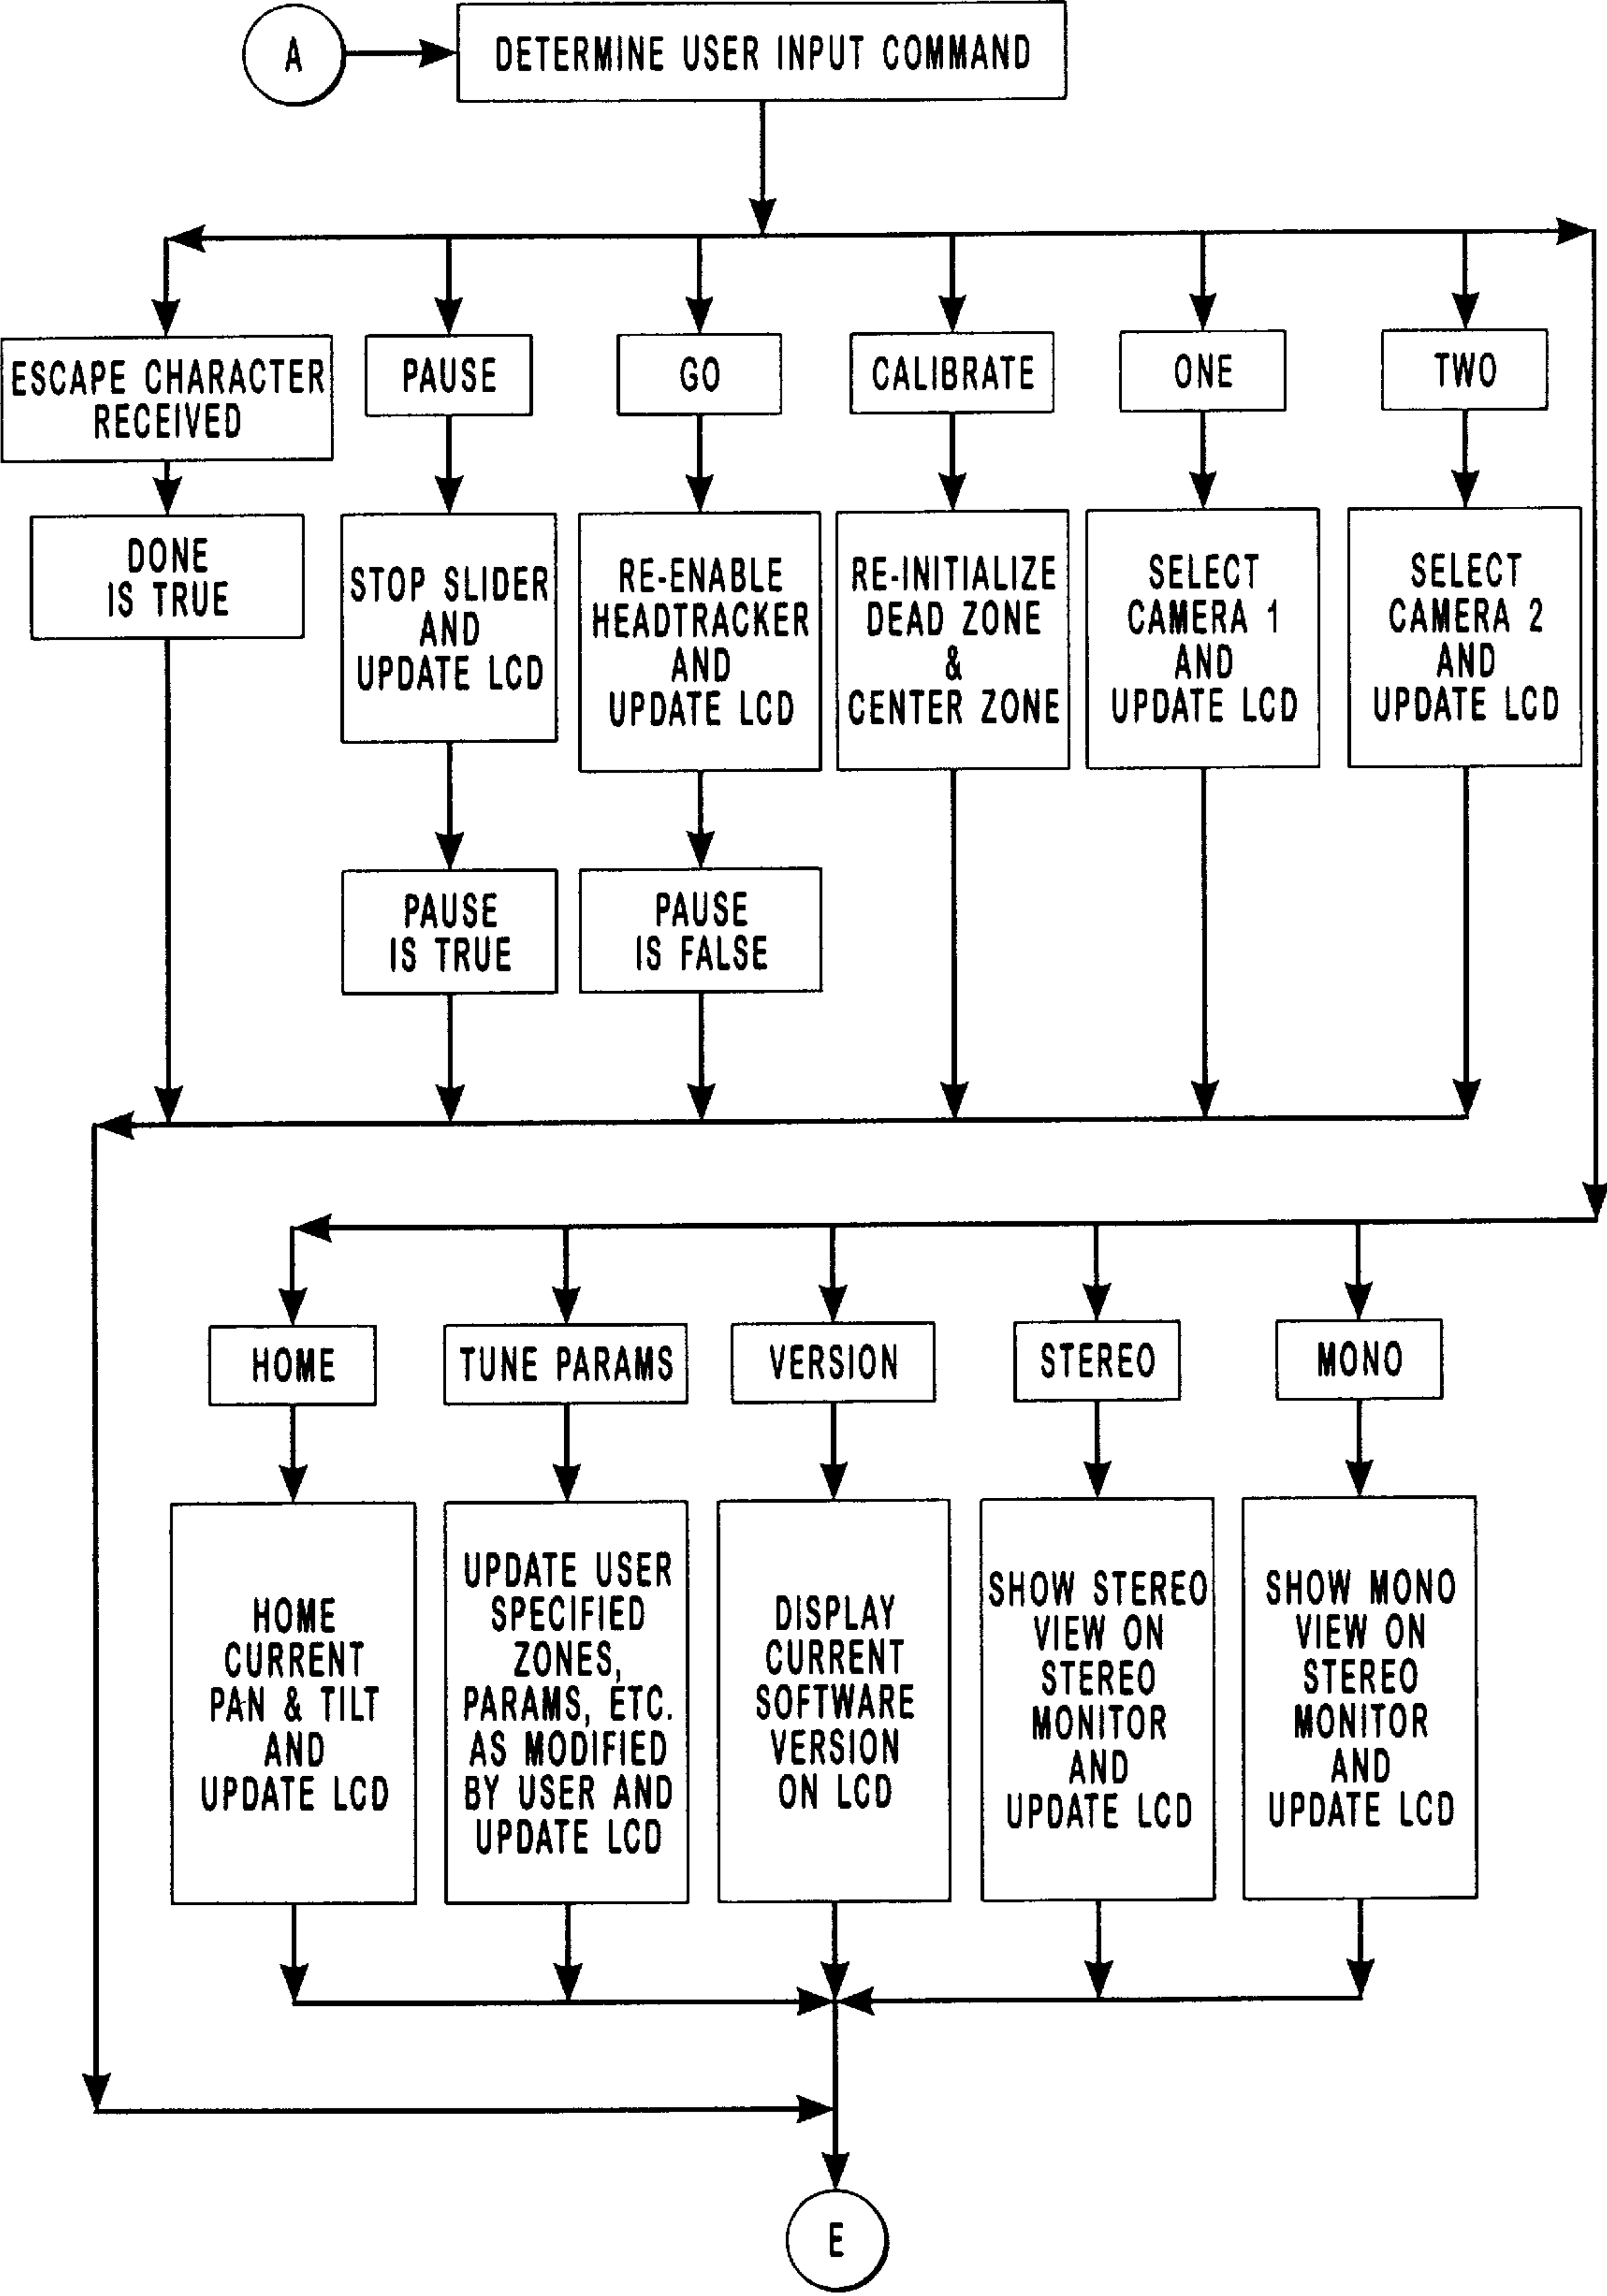 A
DETERMINE USER INPUT COMMAND
ESCAPE CHARACTER
RECEIVED
PAUSE
GO
CALIBRATE
ONE
TWO
DONE
IS TRUE
STOP SLIDER
AND
UPDATE LCD
RE-ENABLE
HEADTRACKER
AND
UPDATE LCD
RE-INITIALIZE
DEAD ZONE
&
CENTER ZONE
SELECT
CAMERA 1
AND
UPDATE LCD
SELECT
CAMERA 2
AND
UPDATE LCD
PAUSE
IS TRUE
PAUSE
IS FALSE
HOME
TUNE PARAMS
VERSION
STEREO
MONO
HOME
CURRENT
PAN & TILT
AND
UPDATE LCD
UPDATE USER
SPECIFIED
ZONES,
PARAMS, ETC.
AS MODIFIED
BY USER AND
UPDATE LCD
DISPLAY
CURRENT
SOFTWARE
VERSION
ON LCD
SHOW STEREO
VIEW ON
STEREO
MONITOR
AND
UPDATE LCD
SHOW MONO
VIEW ON
STEREO
MONITOR
AND
UPDATE LCD
E